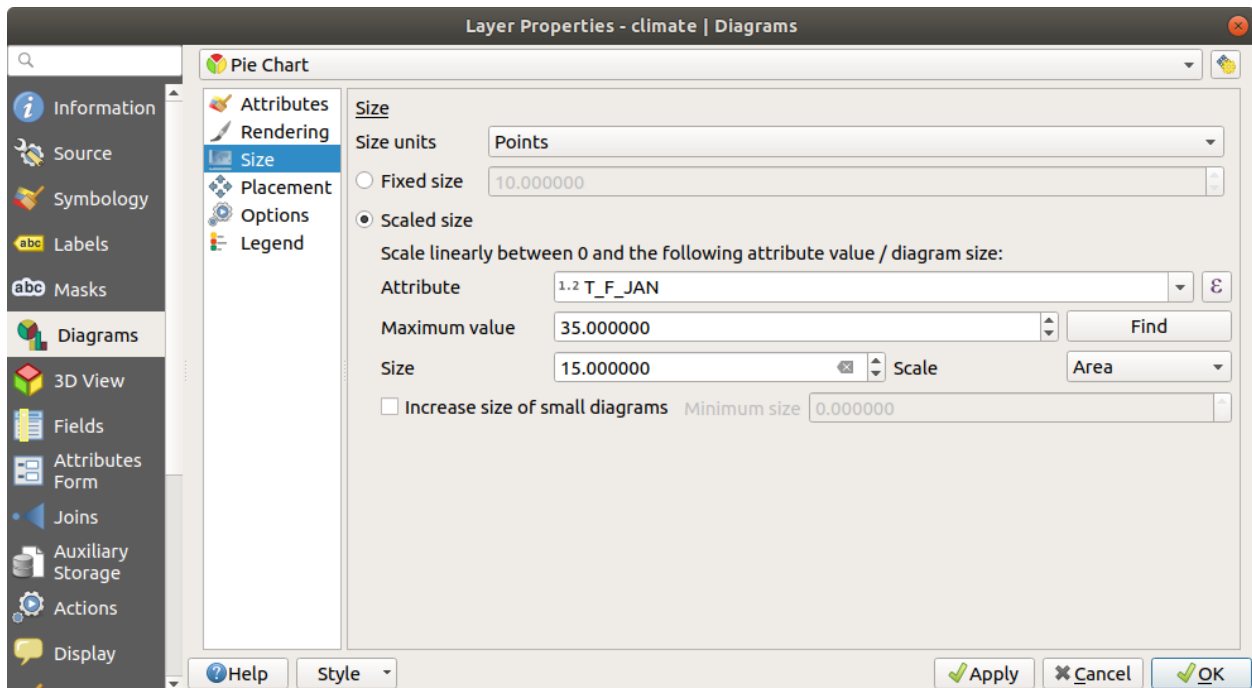 Layer Properties - climate | Diagrams
Information
Source
Symbology
abc Labels
abc Masks
Diagrams
3D View
Fields
Attributes
Form
Joins
Auxiliary
Storage
Actions
Display
Pie Chart
Attributes
Rendering
Size
Placement
Options
Legend
Size
Size units Points
Fixed size 10.000000
Scaled size
Scale linearly between 0 and the following attribute value / diagram size:
Attribute 1.2 T_F_JAN ε
Maximum value 35.000000 Find
Size 15.000000 Scale Area
Increase size of small diagrams Minimum size 0.000000
Help Style Apply Cancel OK